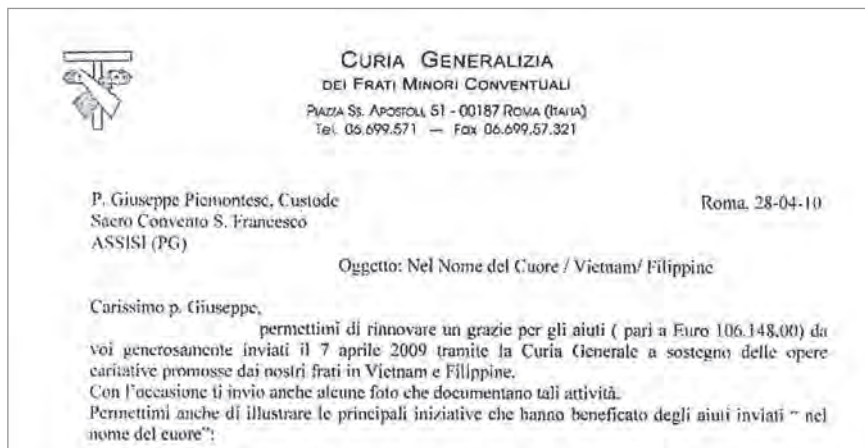 CURIA GENERALIZIA
DEI FRATI MINORI CONVENTUALI
PIAZZA SS. APOSTOLI, 51 - 00187 ROMA (ITALIA)
Tel. 06.699.571 — Fax 06.699.57.321
P. Giuseppe Piemontese, Custode
Roma, 28-04-10
Sacro Convento S. Francesco
ASSISI (PG)
Oggetto: Nel Nome del Cuore / Vietnam/ Filippine
Carissimo p. Giuseppe,
permettimi di rinnovare un grazie per gli aiuti ( pari a Euro 106.148,00) da
voi generosamente inviati il 7 aprile 2009 tramite la Curia Generale a sostegno delle opere
caritative promosse dai nostri frati in Vietnam e Filippine.
Con l'occasione ti invio anche alcune foto che documentano tali attività.
Permettimi anche di illustrare le principali iniziative che hanno beneficato degli aiuti inviati " nel
nome del cuore":